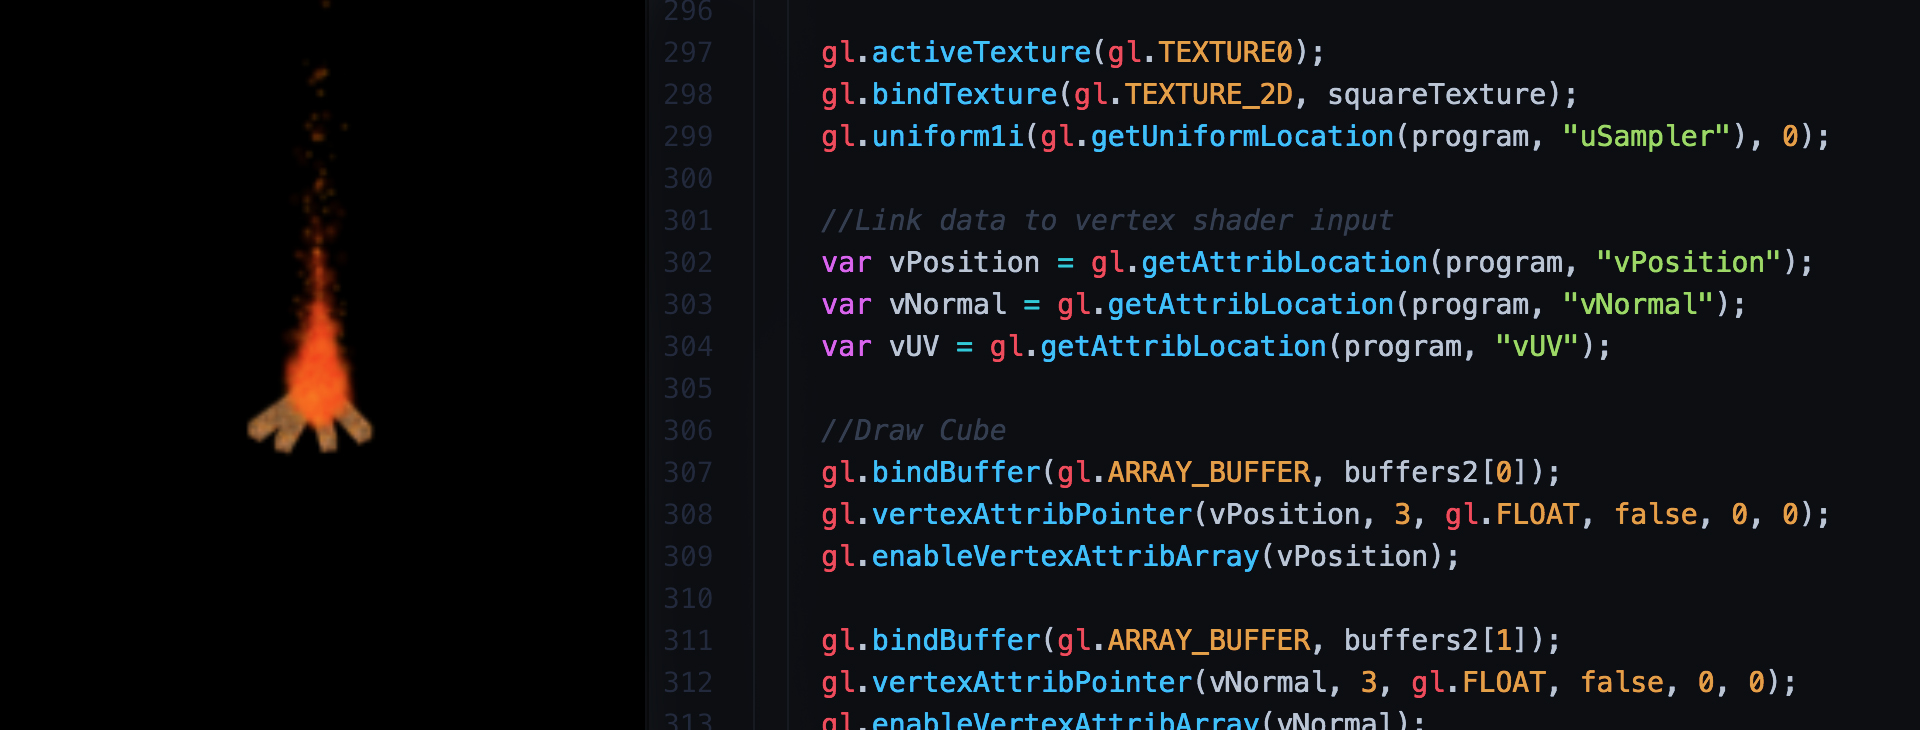 296
297 gl.activeTexture(gl.TEXTURE0);
298 gl.bindTexture(gl.TEXTURE_2D, squareTexture);
299 gl.uniform1i(gl.getUniformLocation(program, "uSampler"), 0);
300
301 //Link data to vertex shader input
302 var vPosition = gl.getAttribLocation(program, "vPosition");
303 var vNormal = gl.getAttribLocation(program, "vNormal");
304 var vUV = gl.getAttribLocation(program, "vUV");
305
306 //Draw Cube
307 gl.bindBuffer(gl.ARRAY_BUFFER, buffers2[0]);
308 gl.vertexAttribPointer(vPosition, 3, gl.FLOAT, false, 0, 0);
309 gl.enableVertexAttribArray(vPosition);
310
311 gl.bindBuffer(gl.ARRAY_BUFFER, buffers2[1]);
312 gl.vertexAttribPointer(vNormal, 3, gl.FLOAT, false, 0, 0);
313 gl.enableVertexAttribArray(vNormal);